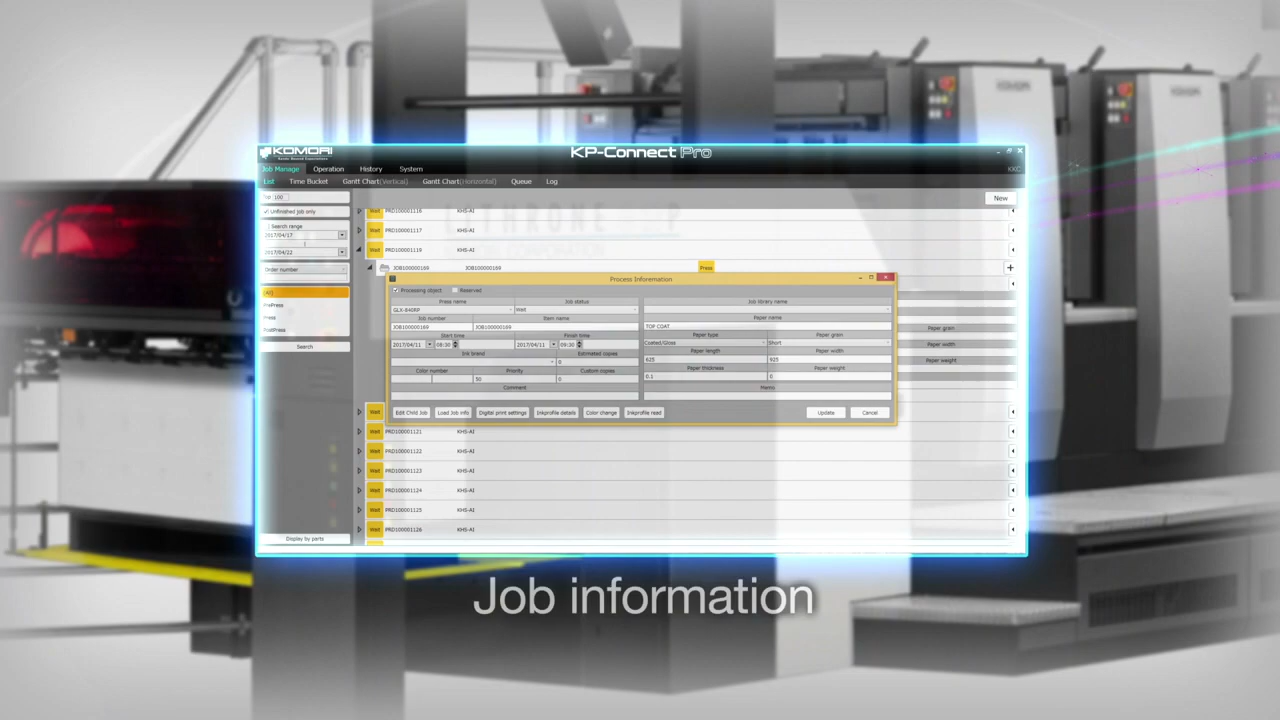 KOMORI
KP-Connect Pro
Job Manage Operation History System
KKC
List Time Bucket Gantt Chart(Vertical) Gantt Chart(Horizontal) Queue Log
Top 100
New
Unfinished job only
Wait PRD100001116 KHS-AI
Search range
2017/04/17
Wait PRD100001117 KHS-AI
2017/04/22
Wait PRD100001119 KHS-AI
Order number
JOB100000169 JOB100000169 Press
Process Information
Processing object Reserved
(All)
PrePress
Press
PostPress
Search
Press name Job status Job library name
GLX-840RP Wait
Job number Item name Paper name
JOB100000169 JOB100000169 TOP COAT
Start time Finish time Paper type Paper grain
2017/04/11 08:30 2017/04/11 09:30 Coated/Gloss Short
Ink brand Estimated copies Paper length Paper width
0 625 925
Color number Priority Custom copies Paper thickness Paper weight
50 0 0.1 0
Comment Memo
Edit Child Job Load Job info Digital print settings Inkprofile details Color change Inkprofile read Update Cancel
Paper grain
Paper width
Paper weight
Wait
Wait PRD100001121 KHS-AI
Wait PRD100001122 KHS-AI
Wait PRD100001123 KHS-AI
Wait PRD100001124 KHS-AI
Wait PRD100001125 KHS-AI
Wait PRD100001126 KHS-AI
Display by parts
Job information